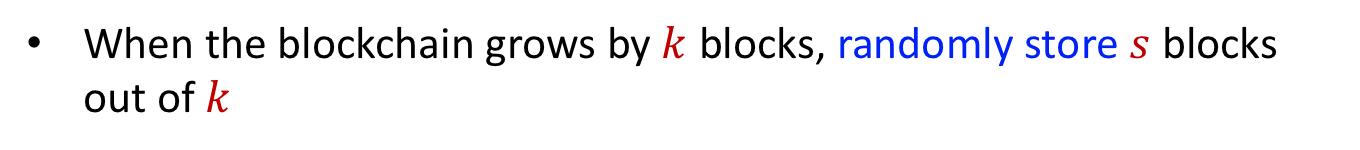 • When the blockchain grows by k blocks, randomly store s blocks
out of k